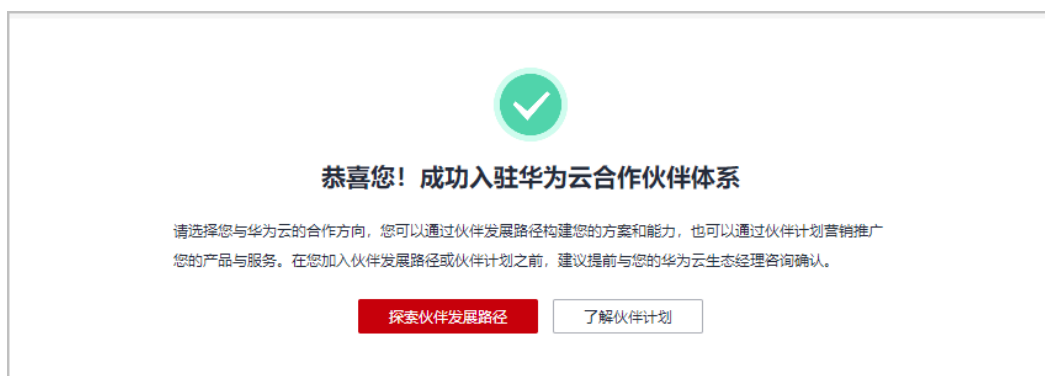 恭喜您！成功入驻华为云合作伙伴体系
请选择您与华为云的合作方向，您可以通过伙伴发展路径构建您的方案和能力，也可以通过伙伴计划营销推广
您的产品与服务。在您加入伙伴发展路径或伙伴计划之前，建议提前与您的华为云生态经理咨询确认。
探索伙伴发展路径 了解伙伴计划